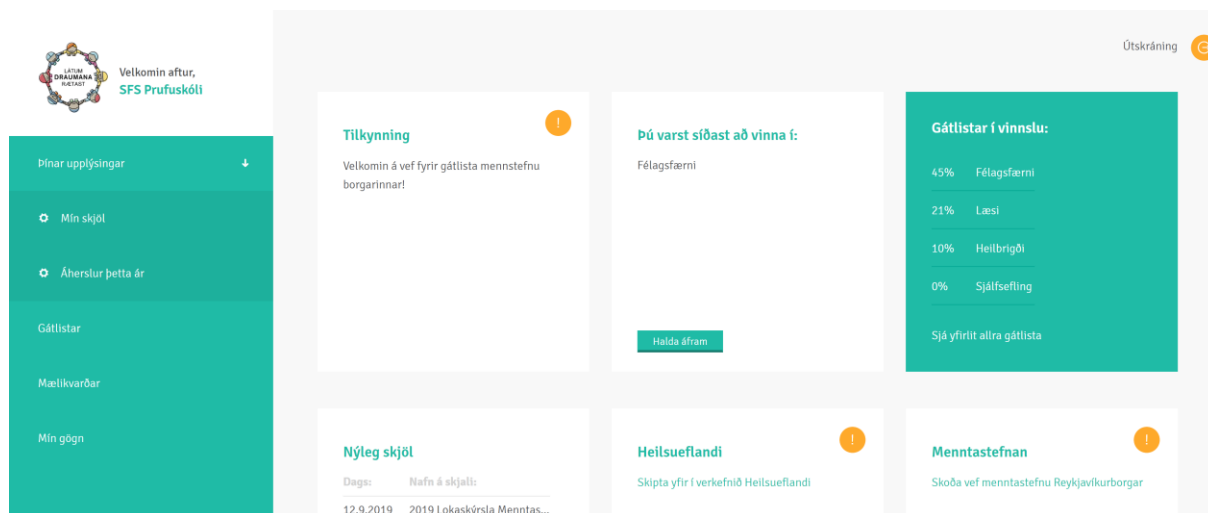 LÁTUM
DRAUMANA
RÆTAST
Velkomin aftur,
SFS Prufuskóli
Þínar upplýsingar
Mín skjöl
Áherslur þetta ár
Gátlistar
Mælikvarðar
Mín gögn
Útskráning
Tilkynning
Velkomin á vef fyrir gátlista mennstefnu
borgarinnar!
Þú varst síðast að vinna í:
Félagsfærni
Halda áfram
Gátlistar í vinnslu:
45% Félagsfærni
21% Læsi
10% Heilbrigði
0% Sjálfsefling
Sjá yfirlit allra gátlista
Nýleg skjöl
Dags: Nafn á skjali:
12.9.2019 2019 Lokaskýrsla Menntas...
Heilsueflandi
Skipta yfir í verkefnið Heilsueflandi
Menntastefnan
Skoða vef menntastefnu Reykjavíkurborgar